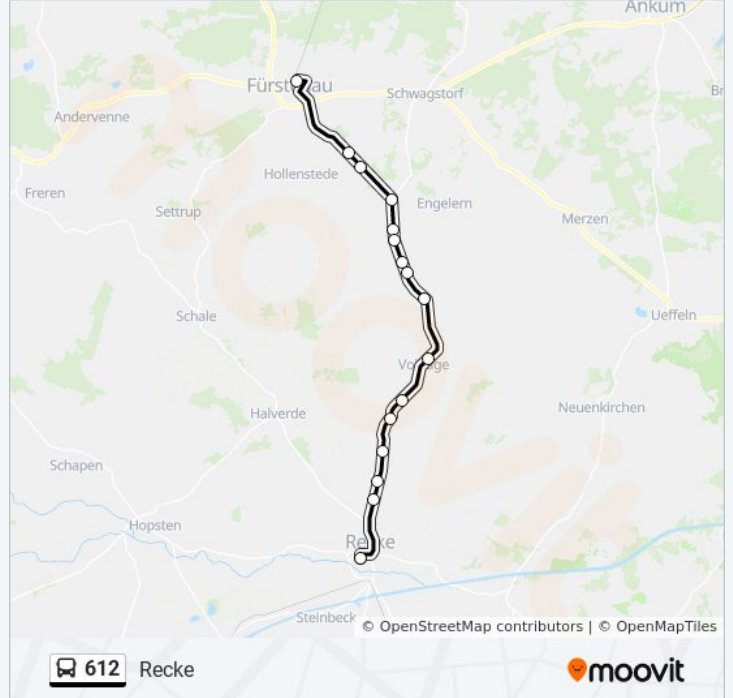 Ankum
Fürstenau
Schwagstorf
Andervenne
Hollenstede
Freren
Settrup
Engelern
Merzen
Schale
Ueffeln
Voltlage
Halverde
Neuenkirchen
Schapen
Hopsten
Recke
Steinbeck
© OpenStreetMap contributors | © OpenMapTiles
612 Recke
moovit